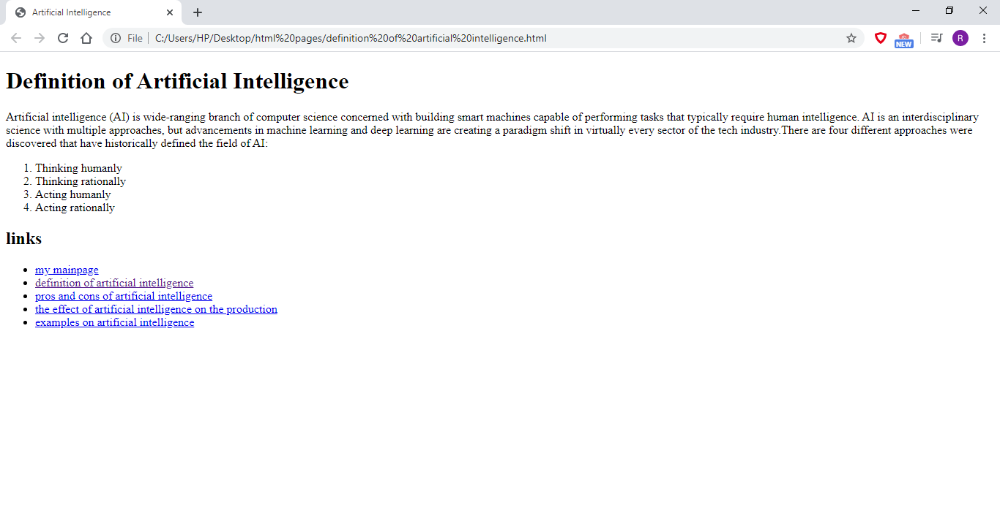 Artificial Intelligence
File
C:/Users/HP/Desktop/html%20pages/definition%20of%20artificial%20intelligence.html
NEW
R
Definition of Artificial Intelligence
Artificial intelligence (AI) is wide-ranging branch of computer science concerned with building smart machines capable of performing tasks that typically require human intelligence. AI is an interdisciplinary
science with multiple approaches, but advancements in machine learning and deep learning are creating a paradigm shift in virtually every sector of the tech industry.There are four different approaches were
discovered that have historically defined the field of AI:
1. Thinking humanly
2. Thinking rationally
3. Acting humanly
4. Acting rationally
links
• my mainpage
• definition of artificial intelligence
• pros and cons of artificial intelligence
• the effect of artificial intelligence on the production
• examples on artificial intelligence